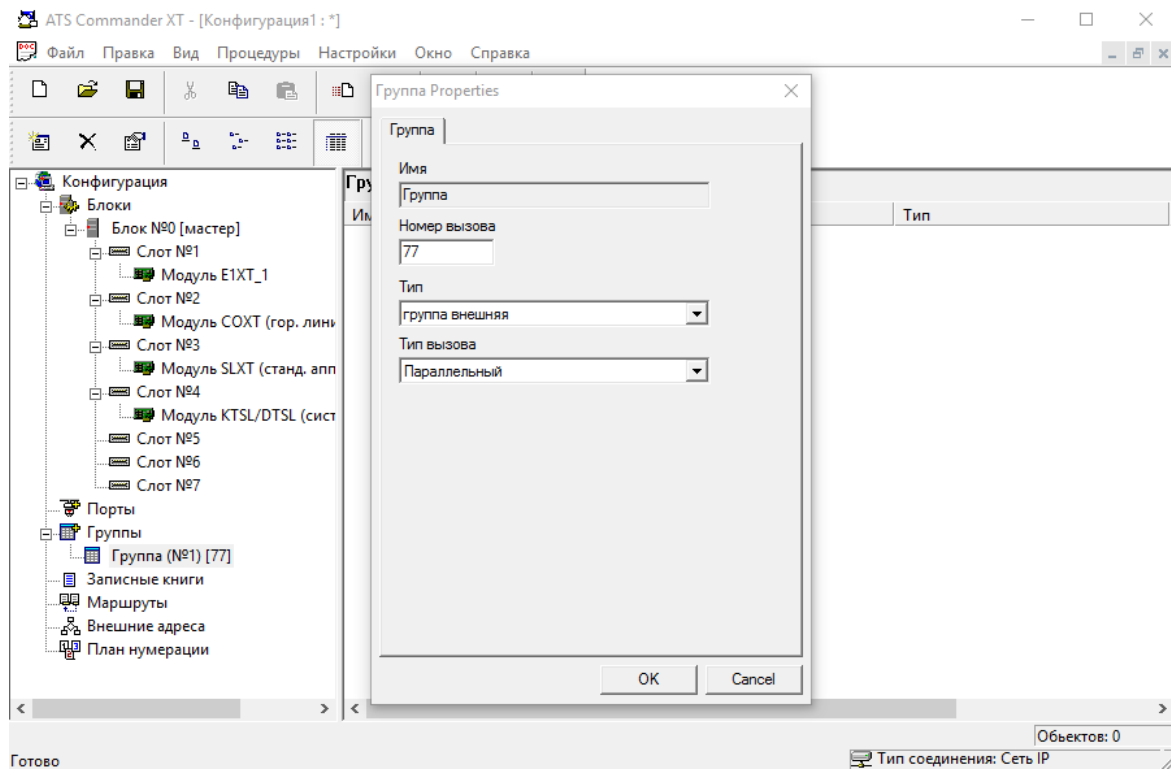 ATS Commander XT - [Конфигурация1 : *]
Файл Правка Вид Процедуры Настройки Окно Справка
Группа Properties
Группа
Имя
Группа
Номер вызова
77
Тип
группа внешняя
Тип вызова
Параллельный
OK Cancel
Конфигурация
Блоки
Блок №0 [мастер]
Слот №1
Модуль E1XT_1
Слот №2
Модуль COXT (гор. лини
Слот №3
Модуль SLXT (станд. апп
Слот №4
Модуль KTSL/DTSL (сист
Слот №5
Слот №6
Слот №7
Порты
Группы
Группа (№1) [77]
Записные книги
Маршруты
Внешние адреса
План нумерации
Гру
Им
Тип
Обьектов: 0
Готово
Тип соединения: Сеть IP